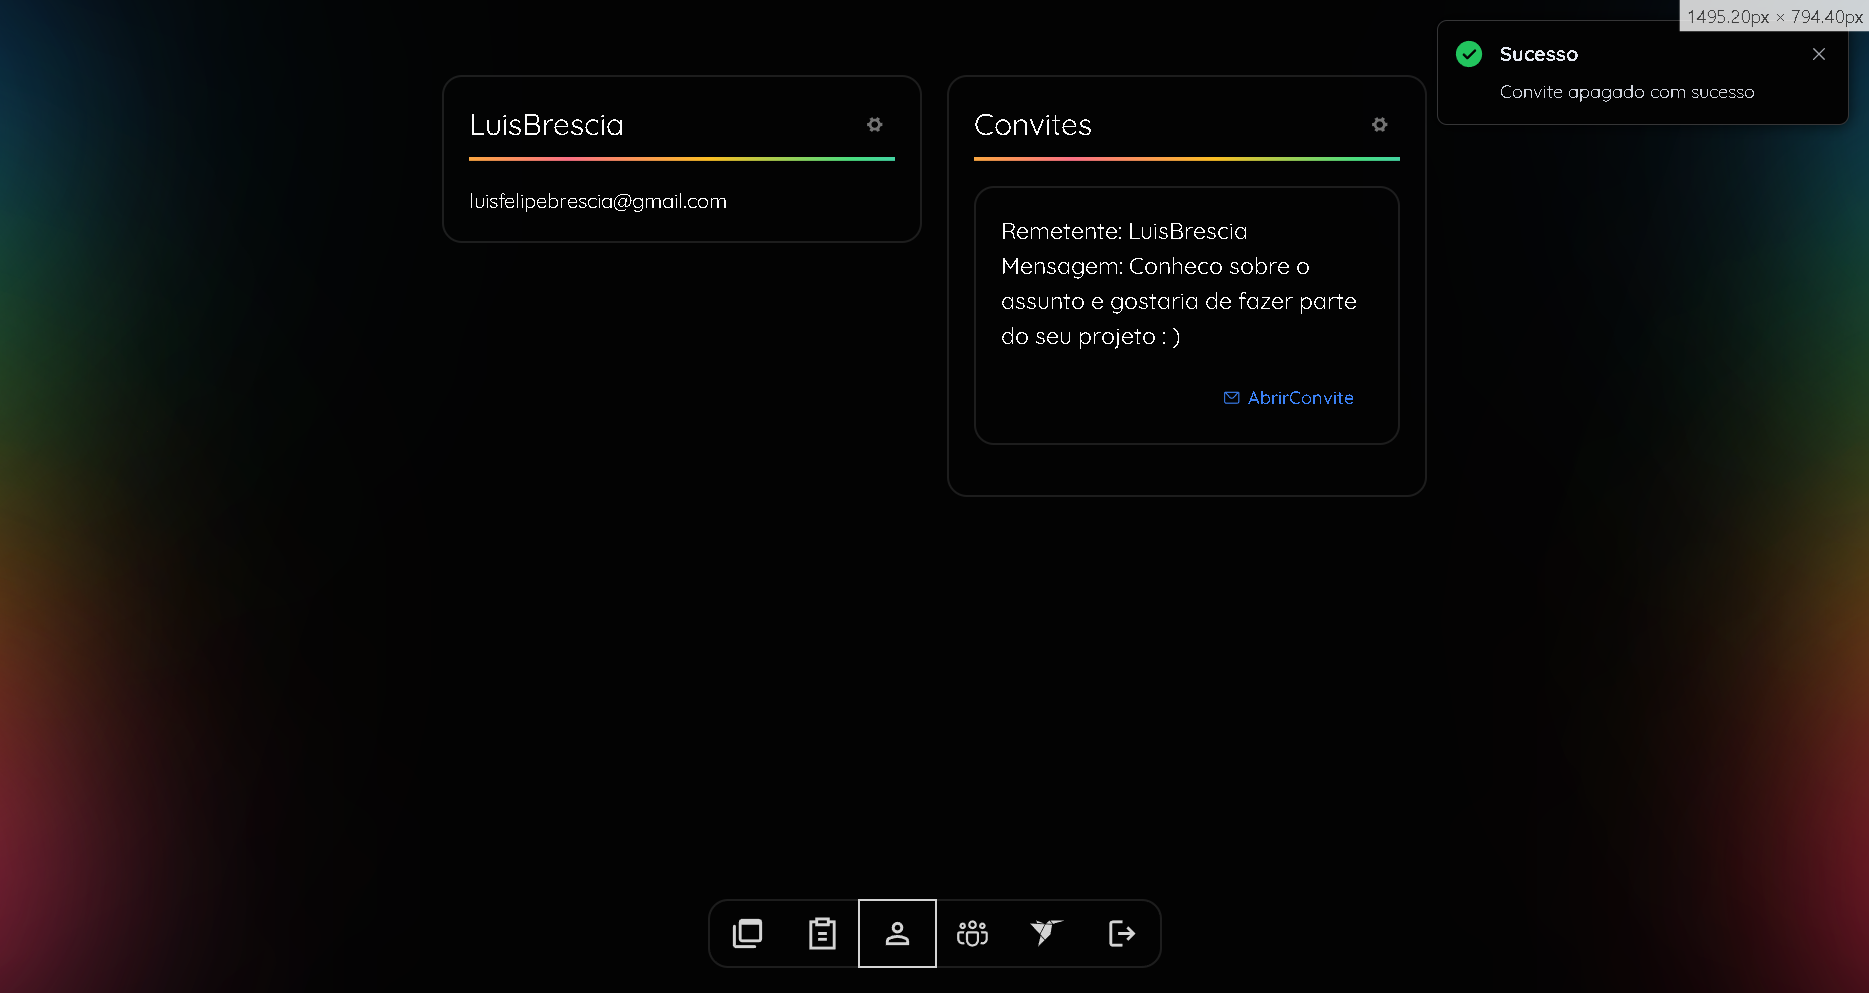 1495.20px × 794.40px
Sucesso
Convite apagado com sucesso
LuisBrescia
luisfelipebrescia@gmail.com
Convites
Remetente: LuisBrescia
Mensagem: Conheco sobre o
assunto e gostaria de fazer parte
do seu projeto : )
AbrirConvite